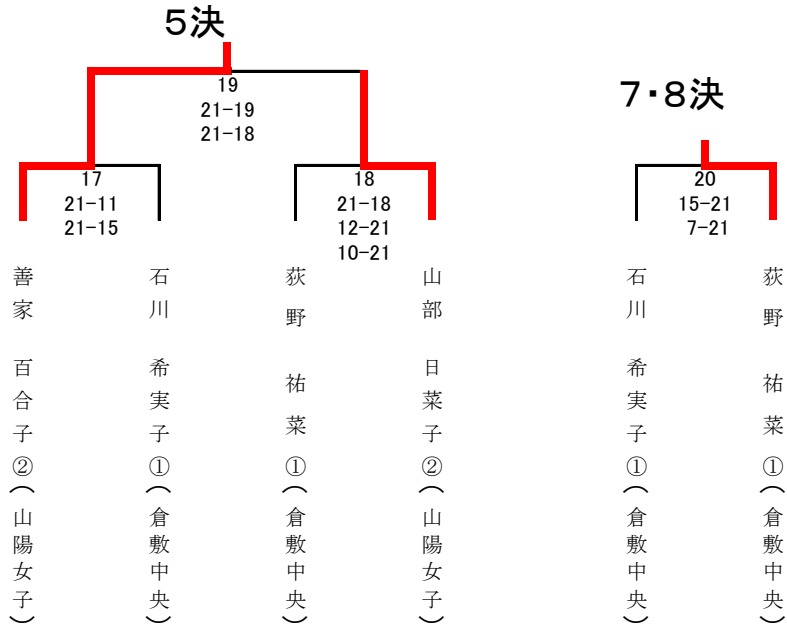 5決
19
21-19
21-18
7・8決
17
21-11
21-15
18
21-18
12-21
10-21
20
15-21
7-21
善家 百合子②(山陽女子)
石川 希実子①(倉敷中央)
荻野 祐菜①(倉敷中央)
山部 日菜子②(山陽女子)
石川 希実子①(倉敷中央)
荻野 祐菜①(倉敷中央)